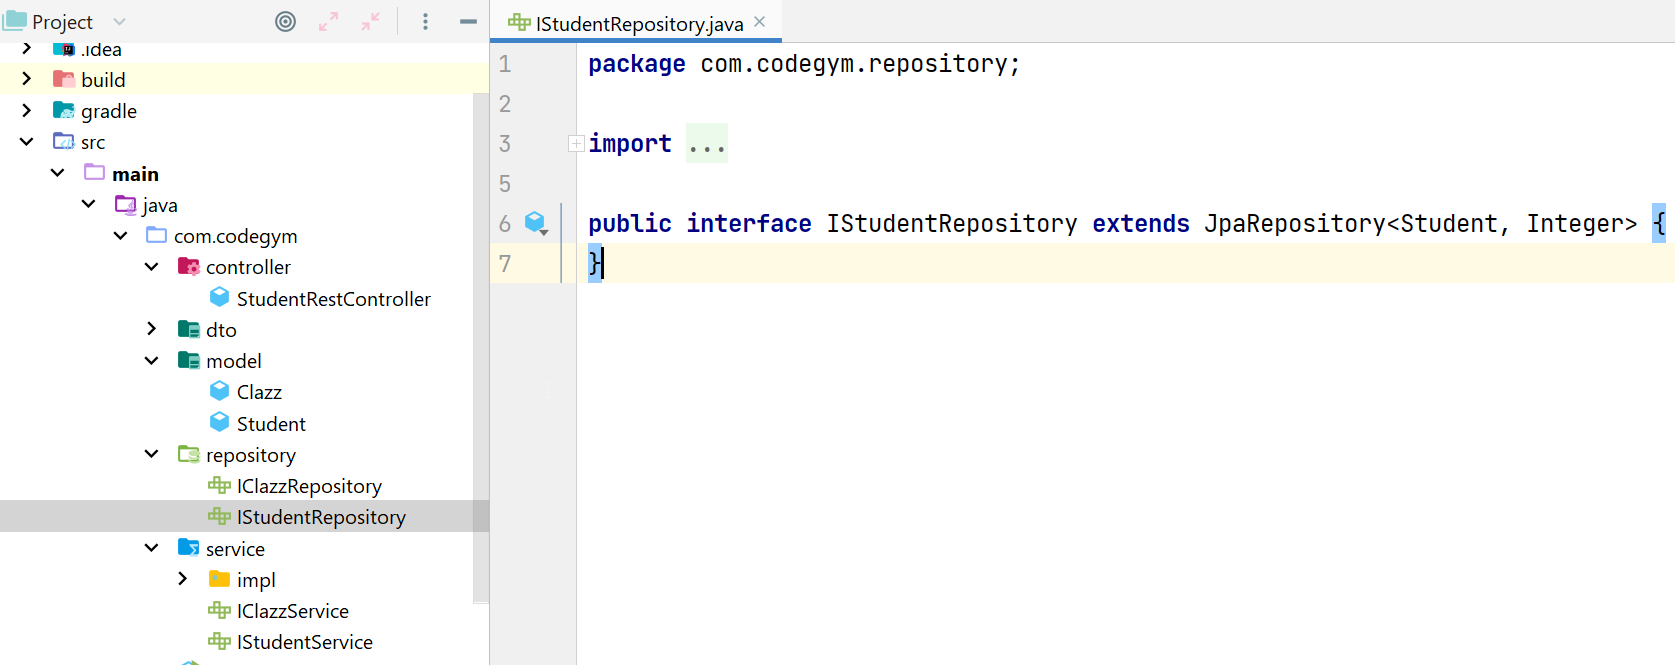 Project
.idea
build
gradle
src
main
java
com.codegym
controller
StudentRestController
dto
model
Clazz
Student
repository
IClazzRepository
IStudentRepository
service
impl
IClazzService
IStudentService
IStudentRepository.java
1 package com.codegym.repository;
2
3 import ...
5
6 public interface IStudentRepository extends JpaRepository<Student, Integer> {
7 }